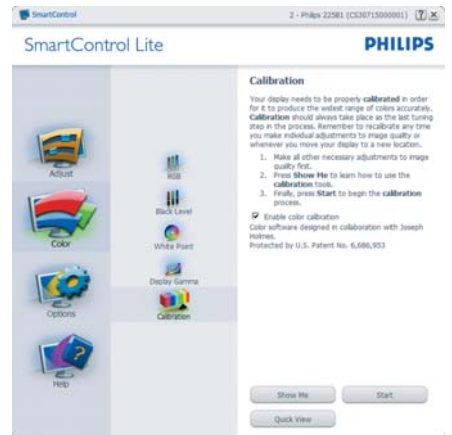 SmartControl
2 - Philips 225B1 (CS30715000001)
SmartControl Lite
PHILIPS
Adjust
Color
Options
Help
RGB
Black Level
White Point
Display Gamma
Calibration
Calibration
Your display needs to be properly calibrated in order
for it to produce the widest range of colors accurately.
Calibration should always take place as the last tuning
step in the process. Remember to recalibrate any time
you make individual adjustments to image quality or
whenever you move your display to a new location.
1. Make all other necessary adjustments to image
quality first.
2. Press Show Me to learn how to use the
calibration tools.
3. Finally, press Start to begin the calibration
process.
Enable color calibration
Color software designed in collaboration with Joseph
Holmes.
Protected by U.S. Patent No. 6,686,953
Show Me
Start
Quick View